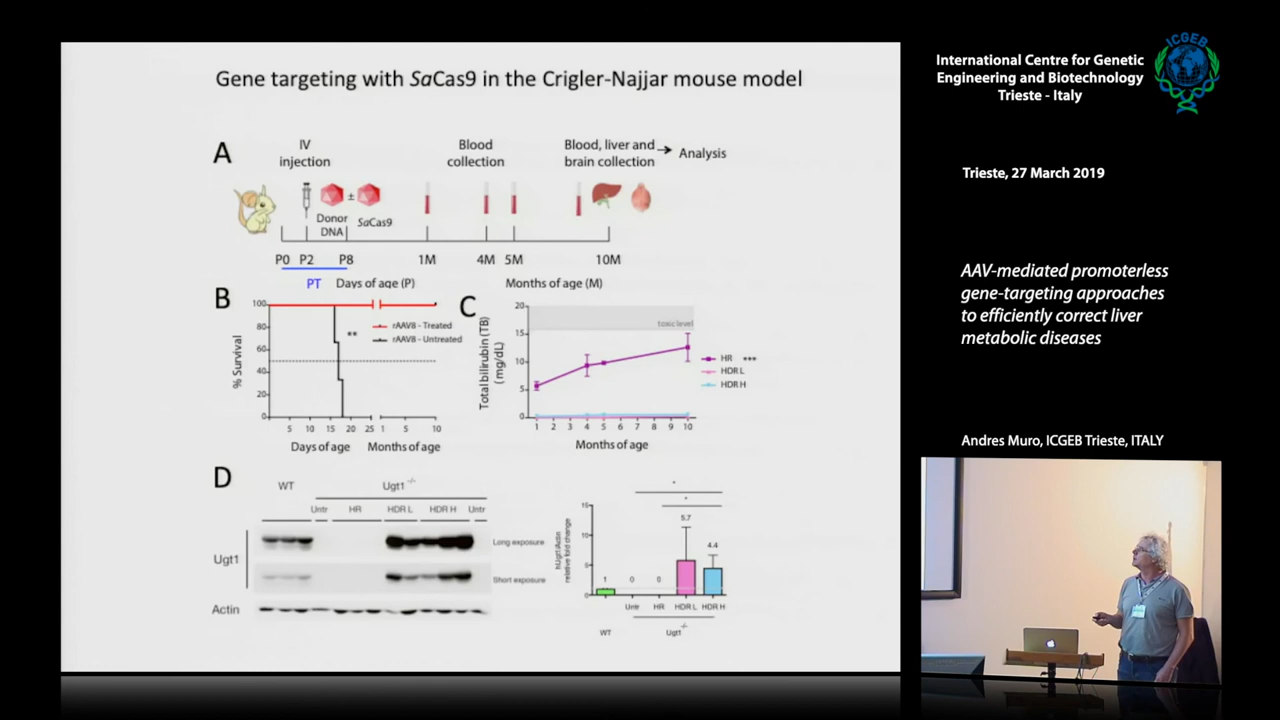 Gene targeting with SaCas9 in the Crigler-Najjar mouse model
A
IV
injection
Blood
collection
Blood, liver and
brain collection
Analysis
±
Donor
DNA
SaCas9
P0 P2 P8 1M 4M 5M 10M
PT Days of age (P) Months of age (M)
B
100
80
60
40
20
0
% Survival
**
rAAV8 - Treated
rAAV8 - Untreated
5 10 15 20 25 1 5 10
Days of age Months of age
C
20
15
10
5
0
Total bilirubin (TB)
(mg/dL)
toxic level
HR ***
HDR L
HDR H
1 2 3 4 5 6 7 8 9 10
Months of age
D
WT
Ugt1 -/-
Untr HR HDR L HDR H Untr
Ugt1
Long exposure
Short exposure
Actin
hUgt1/Actin
relative fold change
15
10
5
0
*
*
1 0 0 5.7 4.4
Untr HR HDR L HDR H
WT
Ugt1 -/-
International Centre for Genetic
Engineering and Biotechnology
Trieste - Italy
ICGEB
Trieste, 27 March 2019
AAV-mediated promoterless
gene-targeting approaches
to efficiently correct liver
metabolic diseases
Andres Muro, ICGEB Trieste, ITALY